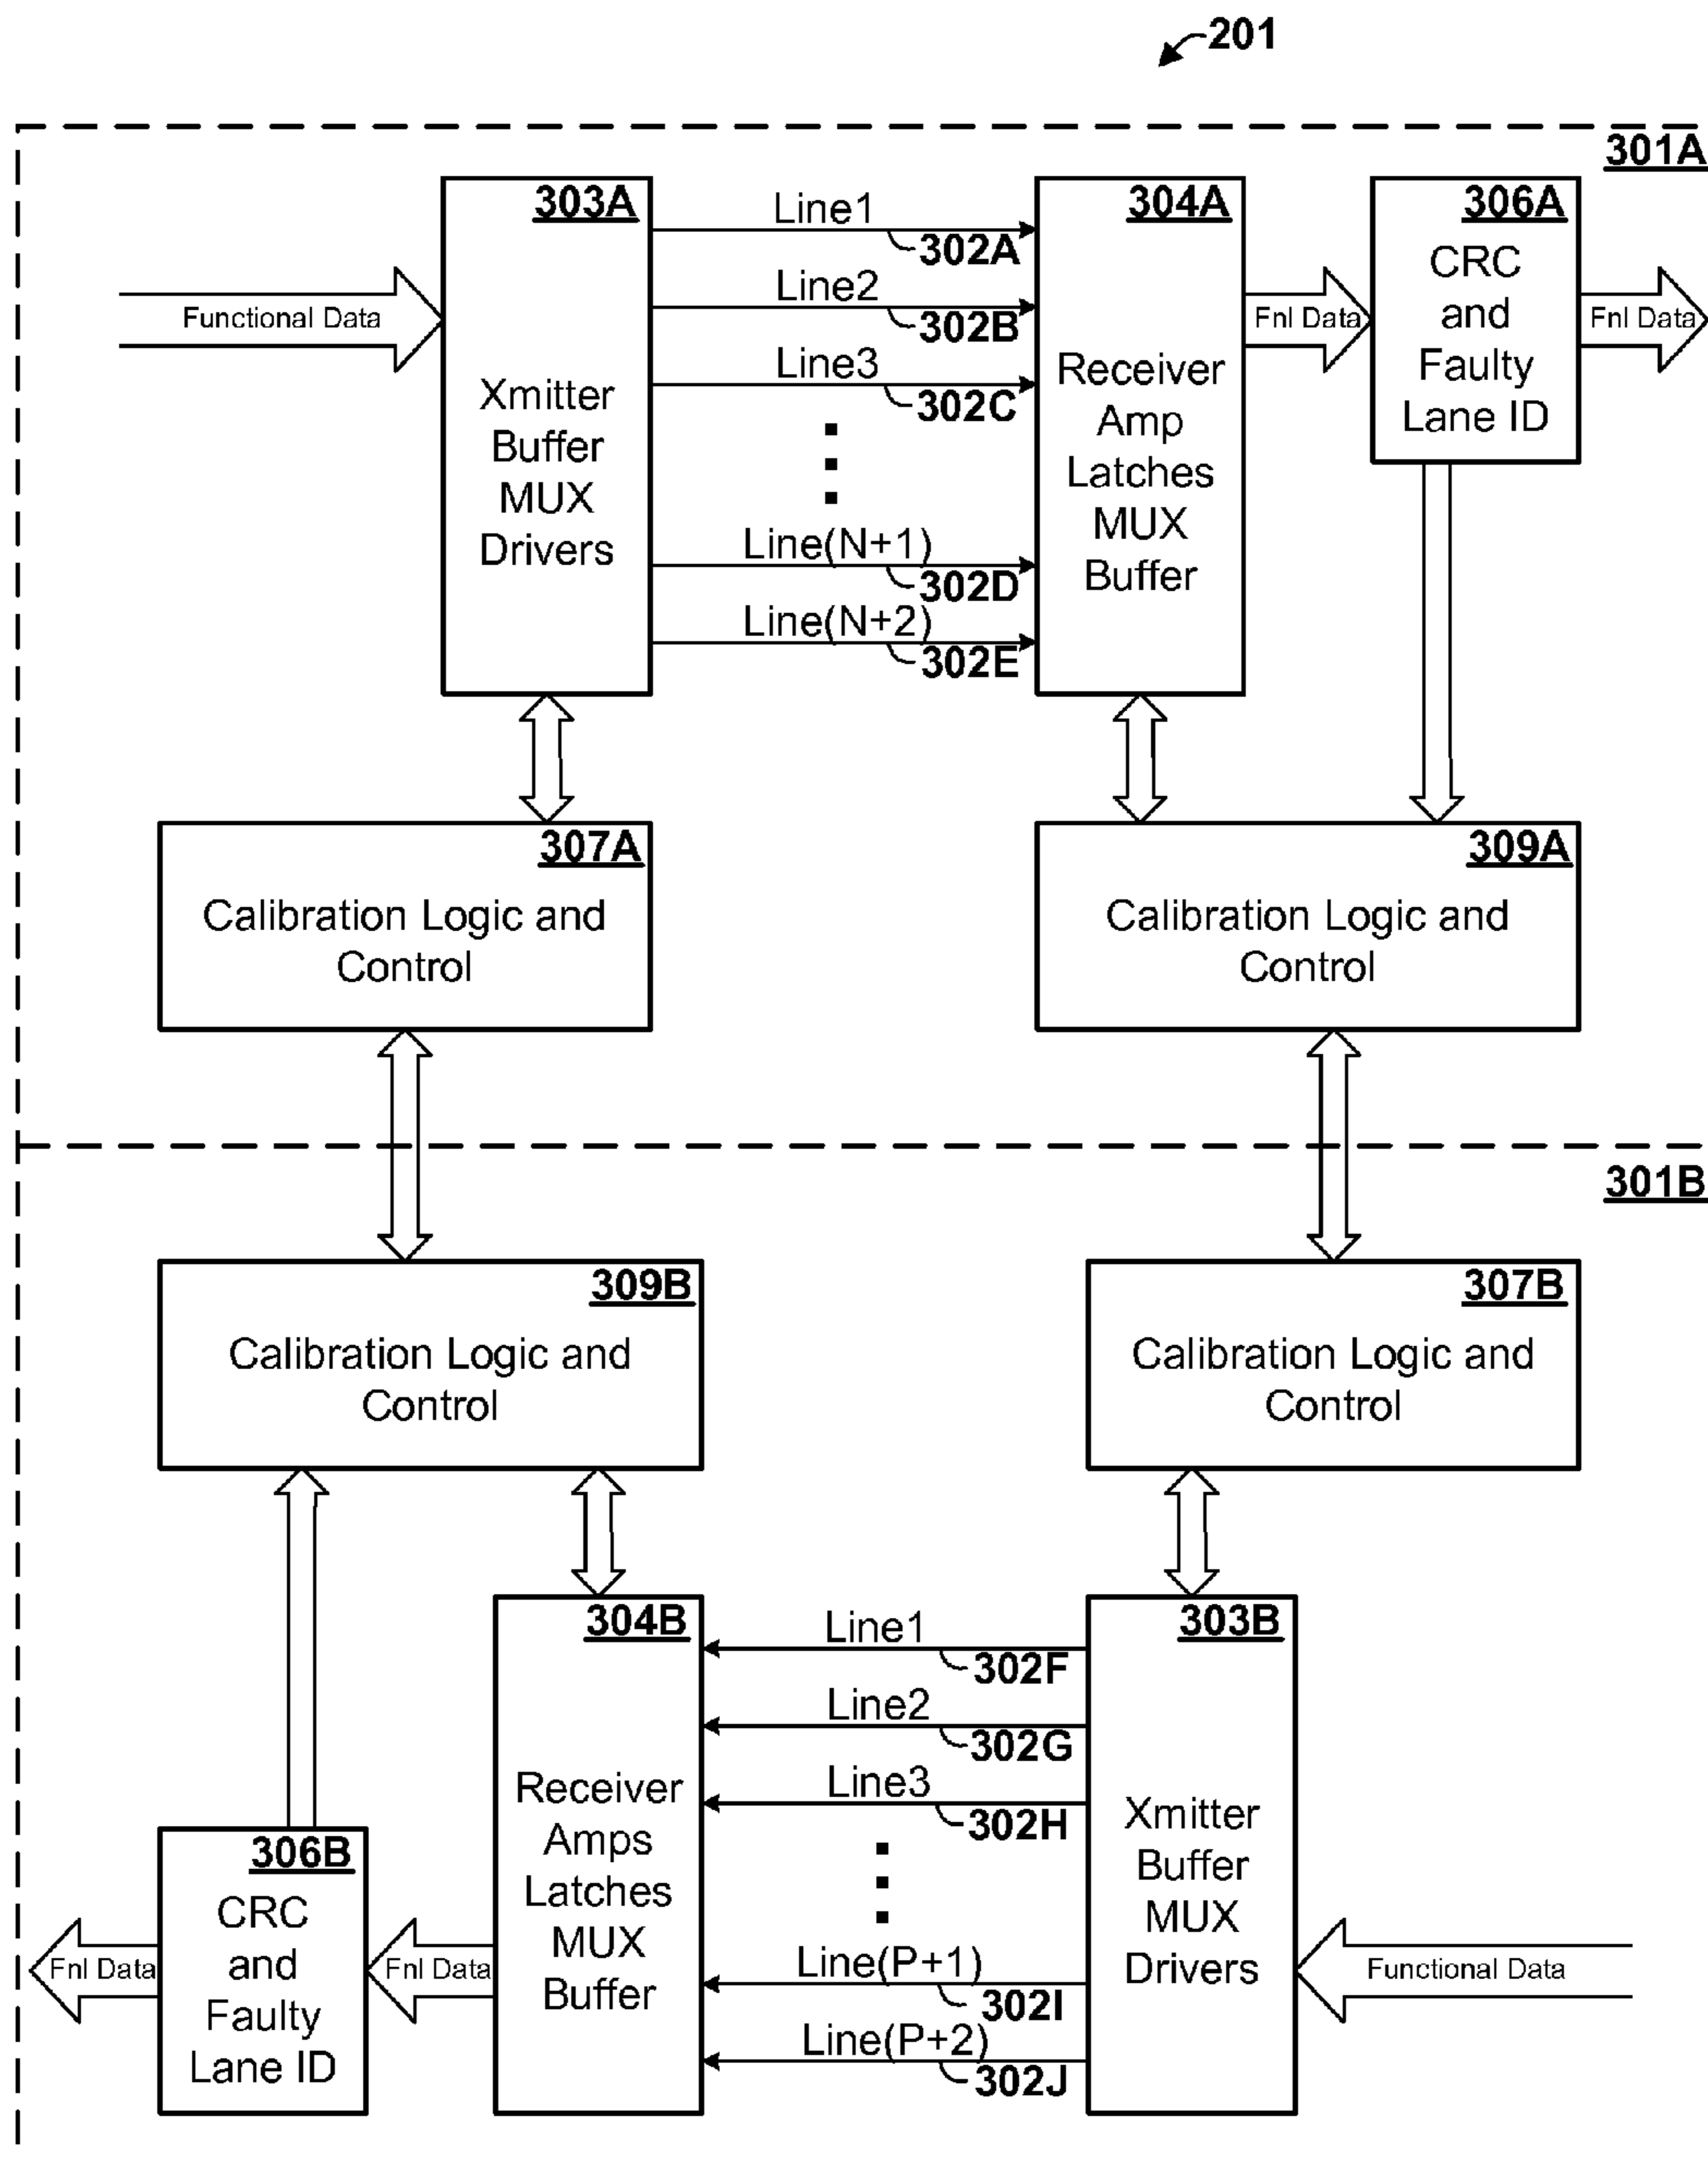 201
301A
303A
Xmitter
Buffer
MUX
Drivers
Functional Data
Line1
302A
Line2
302B
Line3
302C
Line(N+1)
302D
Line(N+2)
302E
304A
Receiver
Amp
Latches
MUX
Buffer
Fnl Data
306A
CRC
and
Faulty
Lane ID
Fnl Data
307A
Calibration Logic and
Control
309A
Calibration Logic and
Control
301B
309B
Calibration Logic and
Control
307B
Calibration Logic and
Control
304B
Receiver
Amps
Latches
MUX
Buffer
Line1
302F
Line2
302G
Line3
302H
Line(P+1)
302I
Line(P+2)
302J
303B
Xmitter
Buffer
MUX
Drivers
306B
CRC
and
Faulty
Lane ID
Fnl Data
Fnl Data
Functional Data